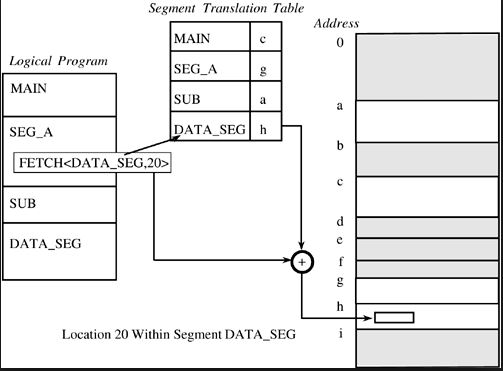 Segment Translation Table
Address
MAIN c
SEG_A g
SUB a
DATA_SEG h
Logical Program
MAIN
SEG_A
FETCH<DATA_SEG,20>
SUB
DATA_SEG
+
0
a
b
c
d
e
f
g
h
i
Location 20 Within Segment DATA_SEG